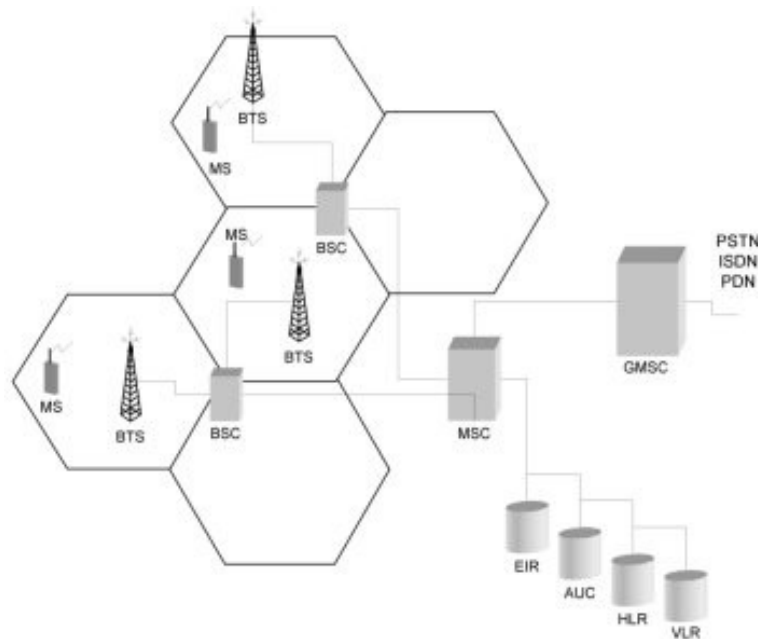 BTS
MS
BSC
MS
PSTN
ISDN
PDN
BTS
GMSC
MS
BTS
BSC
MSC
EIR
AUC
HLR
VLR